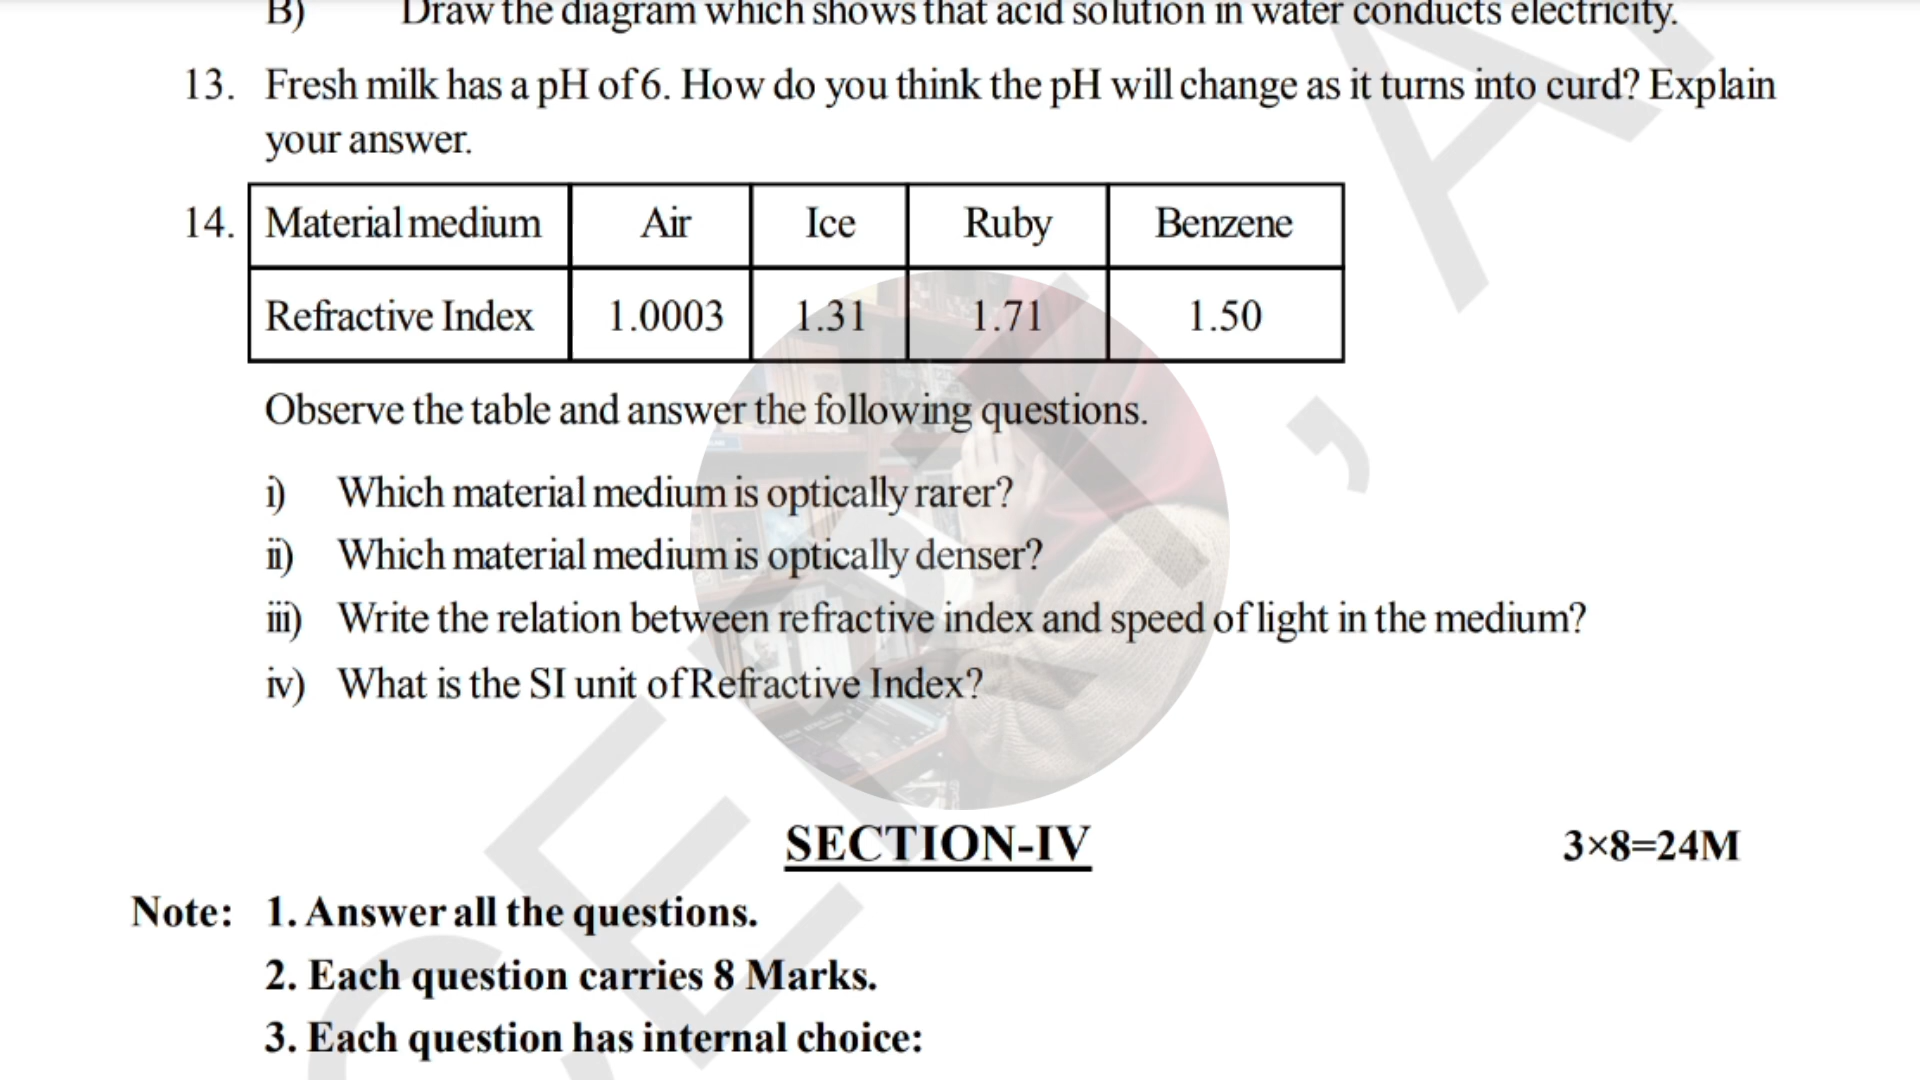 B) Draw the diagram which shows that acid solution in water conducts electricity.
13. Fresh milk has a pH of 6. How do you think the pH will change as it turns into curd? Explain
your answer.
14. Material medium Air Ice Ruby Benzene
Refractive Index 1.0003 1.31 1.71 1.50
Observe the table and answer the following questions.
i) Which material medium is optically rarer?
ii) Which material medium is optically denser?
iii) Write the relation between refractive index and speed of light in the medium?
iv) What is the SI unit of Refractive Index?
SECTION-IV 3×8=24M
Note: 1. Answer all the questions.
2. Each question carries 8 Marks.
3. Each question has internal choice: